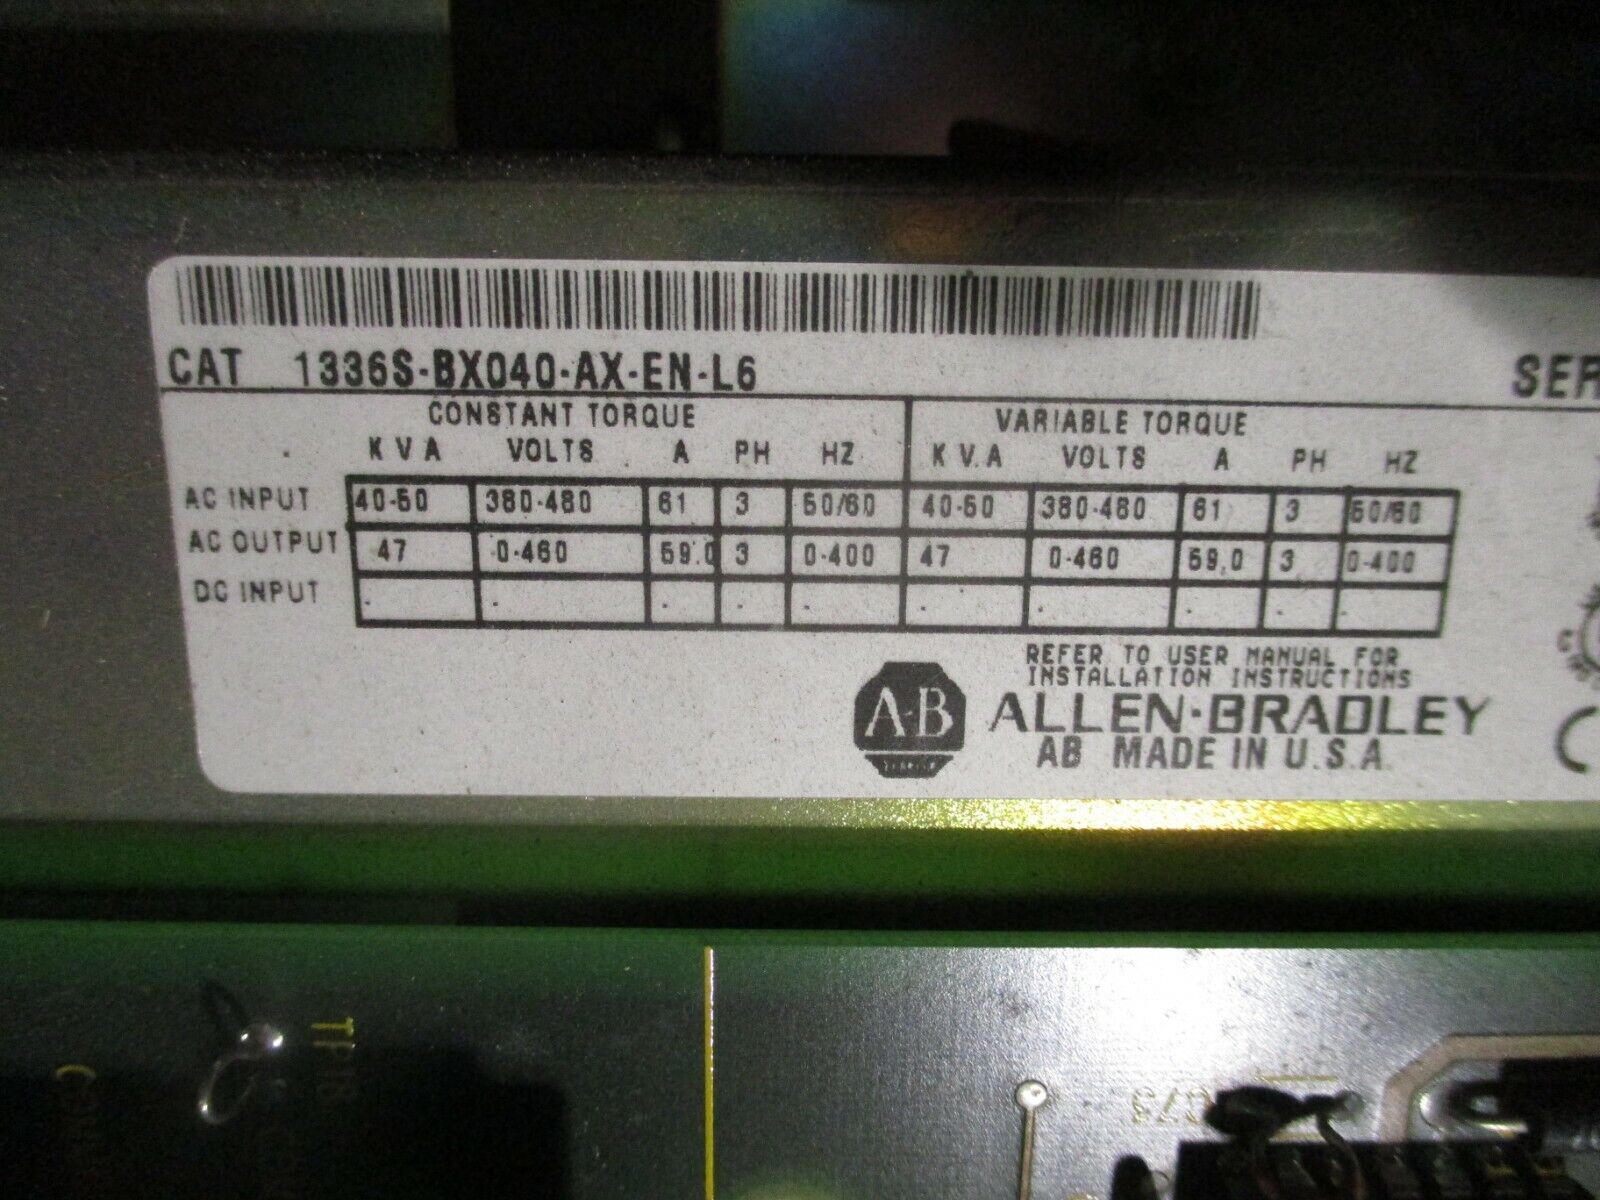 CAT 1336S-BX040-AX-EN-L6 SER
CONSTANT TORQUE VARIABLE TORQUE
KVA VOLTS A PH HZ KVA VOLTS A PH HZ
AC INPUT 40-50 380-480 61 3 50/60 40-50 380-480 61 3 50/60
AC OUTPUT 47 0-460 59.0 3 0-400 47 0-460 59.0 3 0-400
DC INPUT . . . . . . . . . .
REFER TO USER MANUAL FOR
INSTALLATION INSTRUCTIONS
A-B ALLEN-BRADLEY
AB MADE IN U.S.A.